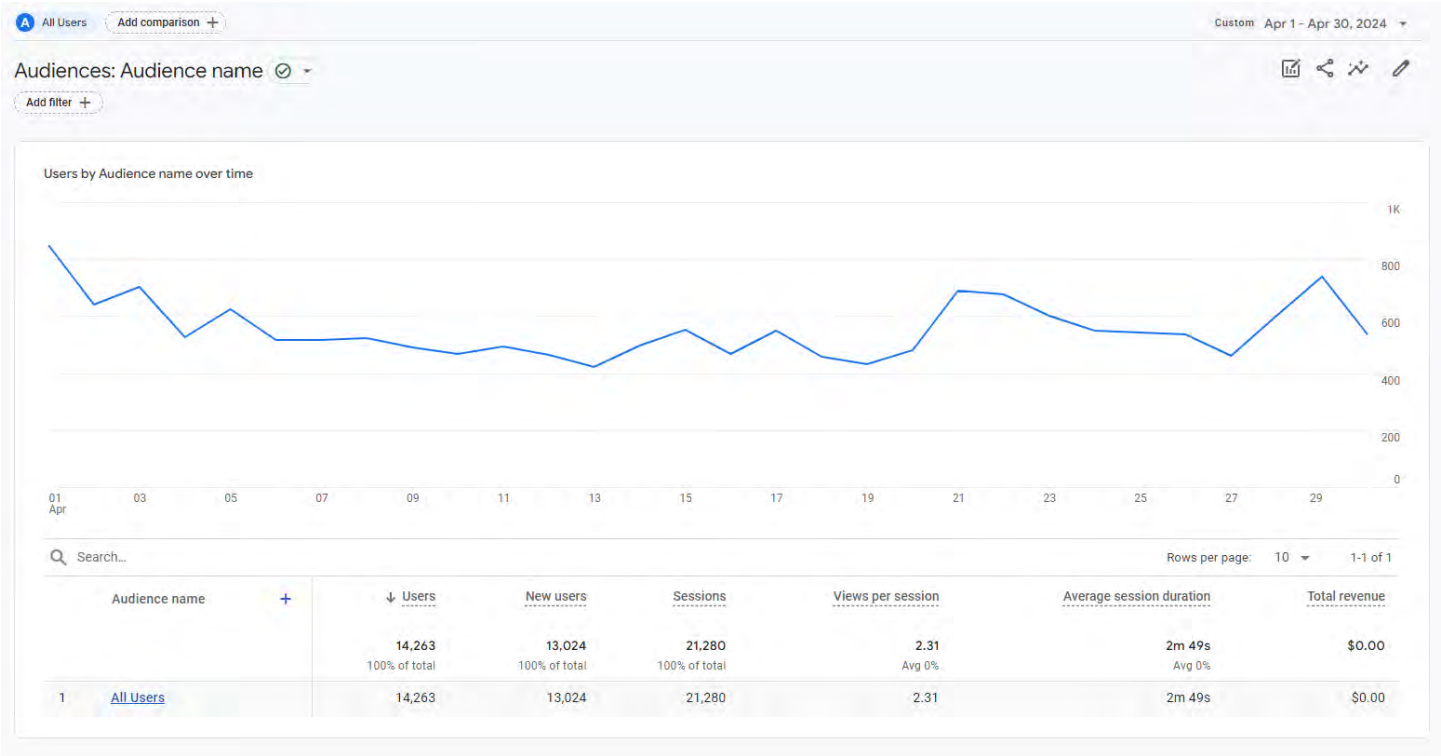 A All Users Add comparison + Custom Apr 1 - Apr 30, 2024
Audiences: Audience name
Add filter +
Users by Audience name over time
1K
800
600
400
200
0
01 03 05 07 09 11 13 15 17 19 21 23 25 27 29
Apr
Search... Rows per page: 10 1-1 of 1
Audience name + ↓ Users New users Sessions Views per session Average session duration Total revenue
14,263 13,024 21,280 2.31 2m 49s $0.00
100% of total 100% of total 100% of total Avg 0% Avg 0%
1 All Users 14,263 13,024 21,280 2.31 2m 49s $0.00